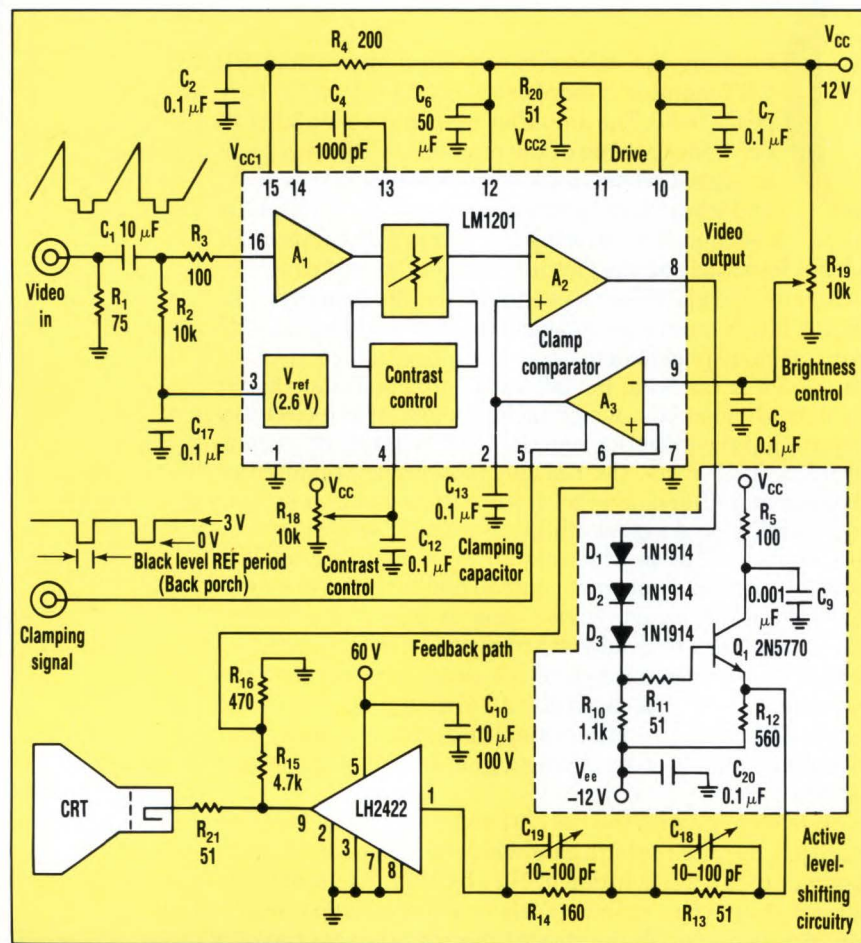 R4 200
VCC
12 V
C2
0.1 µF
C4
1000 pF
C6
50
µF
R20
51
VCC2
C7
0.1 µF
VCC1
Drive
15
14
13
12
11
10
LM1201
C1 10 µF
R3
100
16
A1
A2
−
+
Video
output
8
R19
10k
Video
in
R1
75
R2
10k
3
Vref
(2.6 V)
Contrast
control
Clamp
comparator
A3
−
+
9
Brightness
control
C17
0.1 µF
C8
0.1 µF
1
4
2
5
6
7
VCC
R18
10k
Contrast
control
C12
0.1 µF
C13
0.1 µF
Clamping
capacitor
VCC
R5
100
3 V
0 V
Black level REF period
(Back porch)
Clamping
signal
D1
1N1914
D2
1N1914
D3
1N1914
0.001
µF
C9
Q1
2N5770
Feedback path
60 V
R16
470
R15
4.7k
C10
10 µF
100 V
R10
1.1k
R11
51
R12
560
Vee
−12 V
C20
0.1 µF
CRT
R21
51
9
5
LH2422
1
2
3
7
8
C19
10–100 pF
R14 160
C18
10–100 pF
R13 51
Active
level-
shifting
circuitry